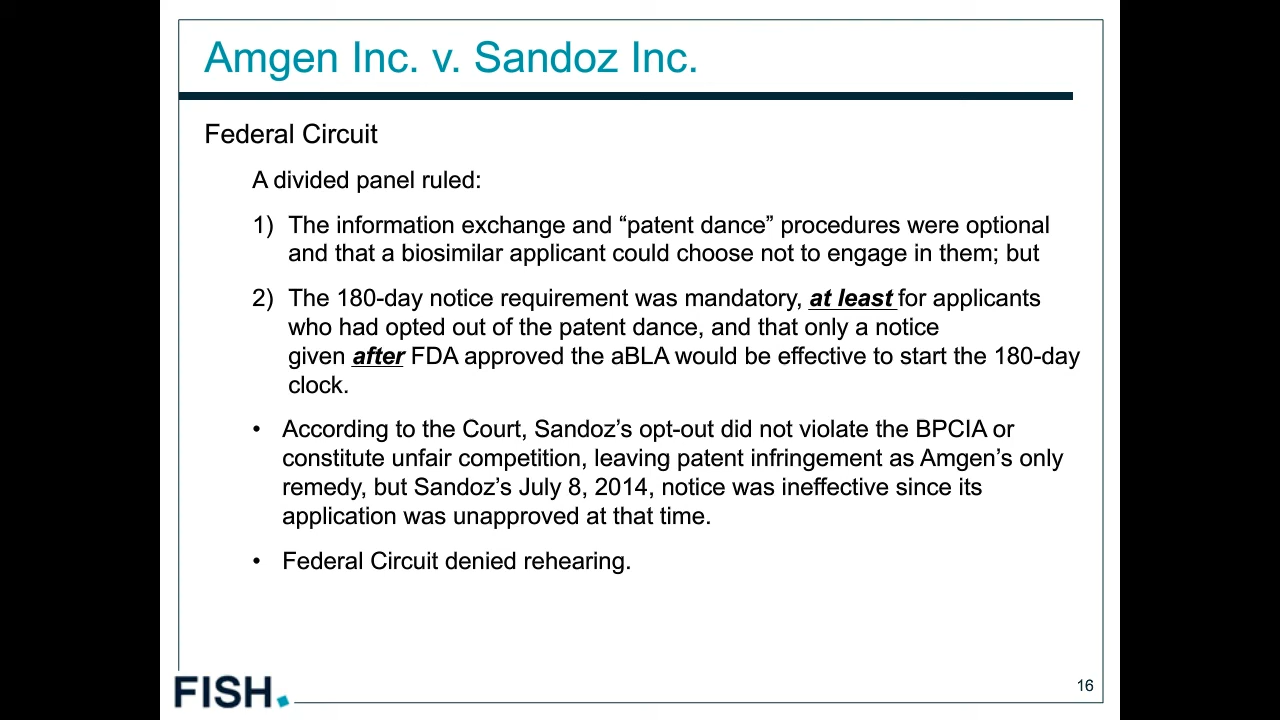 Amgen Inc. v. Sandoz Inc.
Federal Circuit
A divided panel ruled:
1) The information exchange and “patent dance” procedures were optional
and that a biosimilar applicant could choose not to engage in them; but
2) The 180-day notice requirement was mandatory, at least for applicants
who had opted out of the patent dance, and that only a notice
given after FDA approved the aBLA would be effective to start the 180-day
clock.
• According to the Court, Sandoz’s opt-out did not violate the BPCIA or
constitute unfair competition, leaving patent infringement as Amgen’s only
remedy, but Sandoz’s July 8, 2014, notice was ineffective since its
application was unapproved at that time.
• Federal Circuit denied rehearing.
FISH.
16